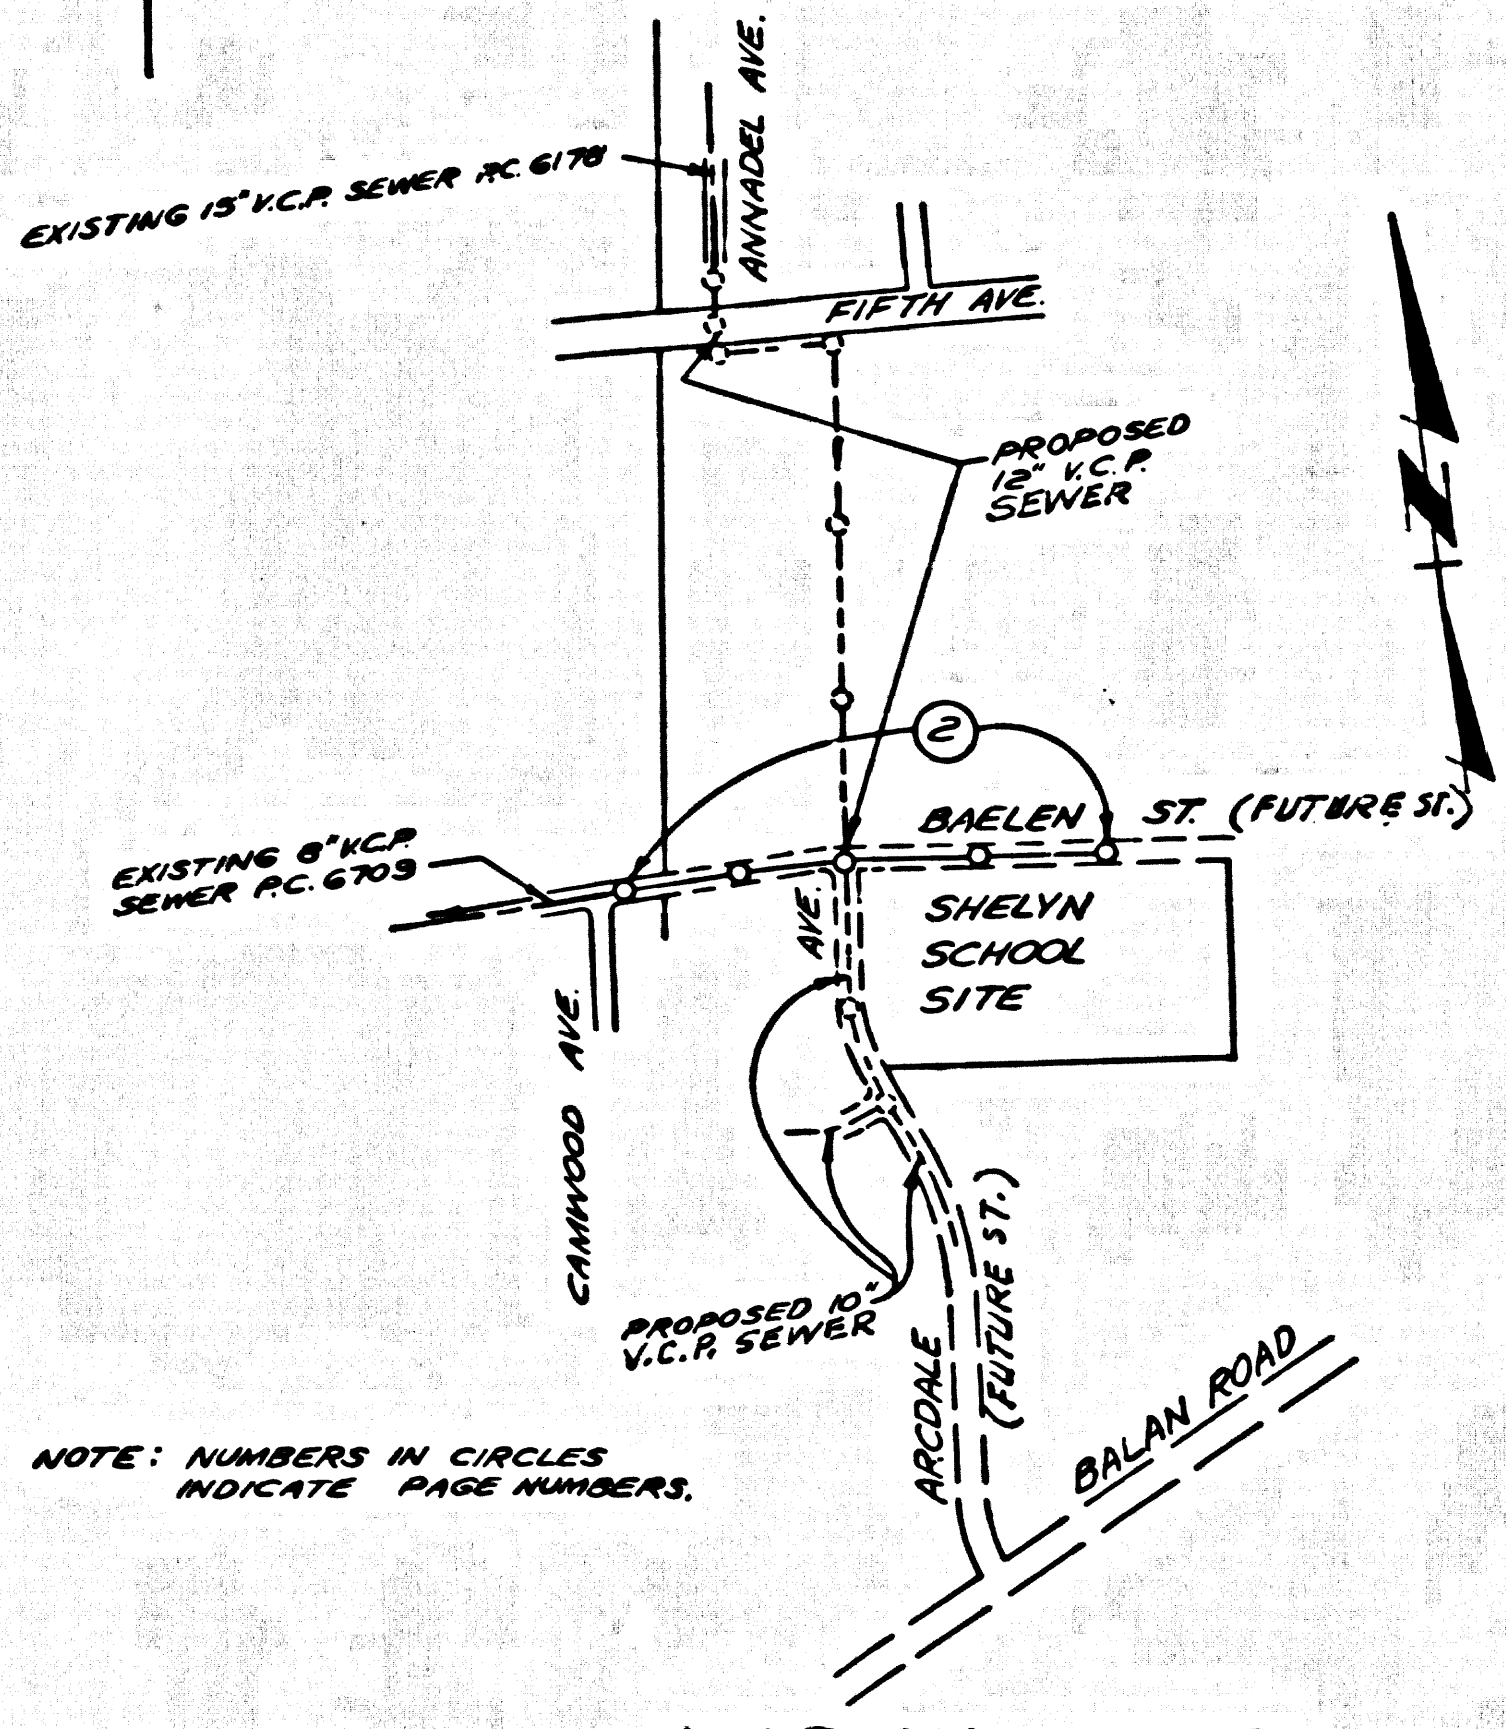 ANNADEL AVE.
EXISTING 15" V.C.P. SEWER P.C. 6178
FIFTH AVE.
PROPOSED
12" V.C.P.
SEWER
N
2
BAELEN ST. (FUTURE ST.)
EXISTING 8" V.C.P.
SEWER P.C. 6709
AVE.
SHELYN
SCHOOL
SITE
CAMWOOD AVE.
PROPOSED 10"
V.C.P. SEWER
ARCDALE
(FUTURE ST.)
BALAN ROAD
NOTE: NUMBERS IN CIRCLES
INDICATE PAGE NUMBERS.